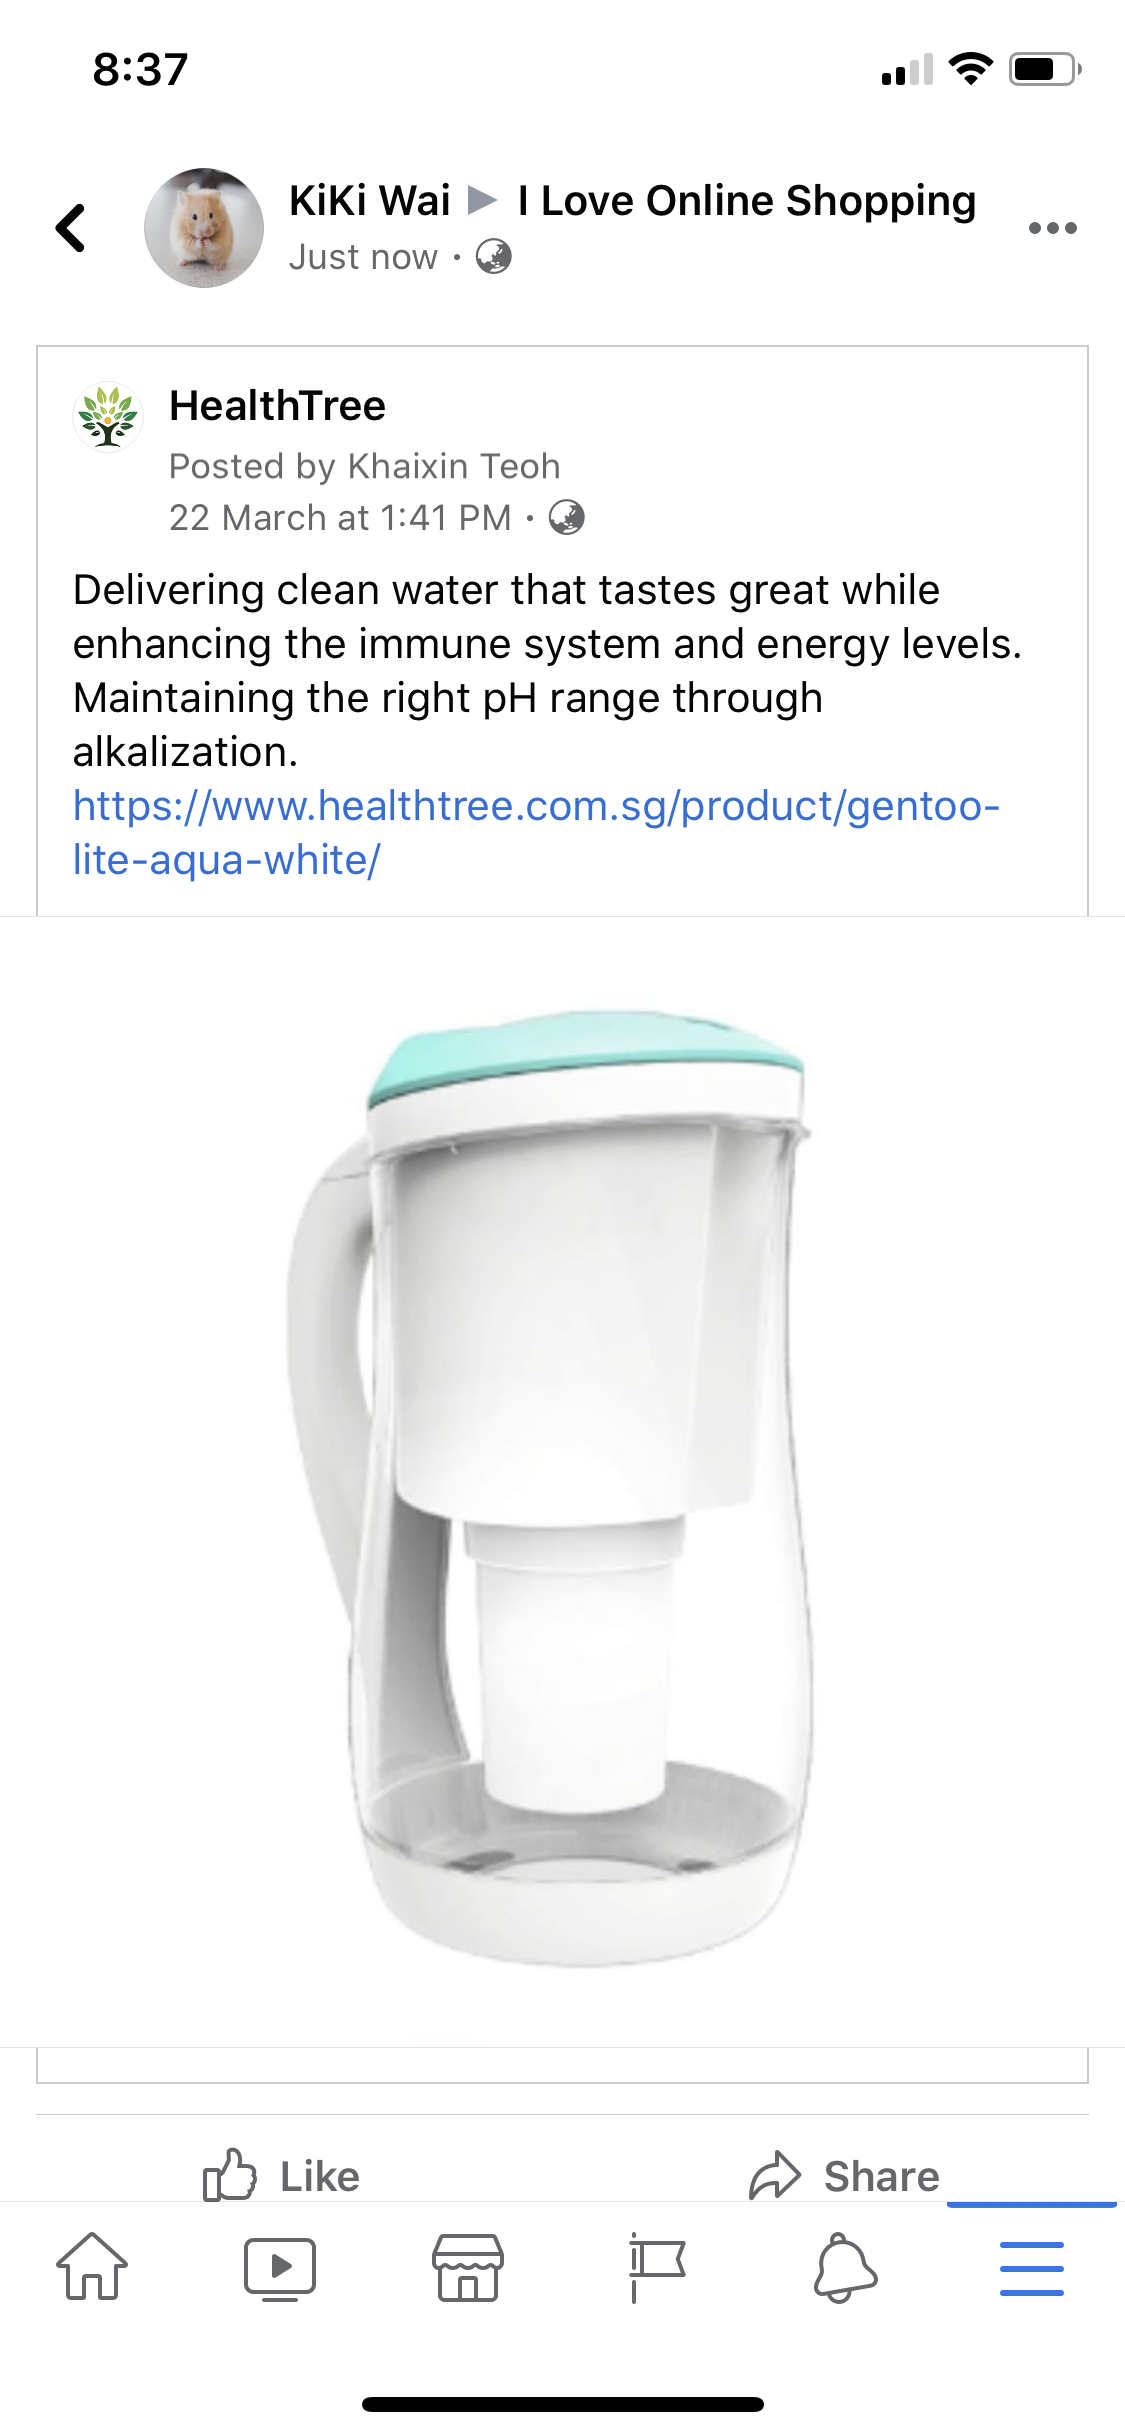 8:37
KiKi Wai ▶ I Love Online Shopping
Just now ·
HealthTree
Posted by Khaixin Teoh
22 March at 1:41 PM ·
Delivering clean water that tastes great while
enhancing the immune system and energy levels.
Maintaining the right pH range through
alkalization.
https://www.healthtree.com.sg/product/gentoo-
lite-aqua-white/
Like
Share